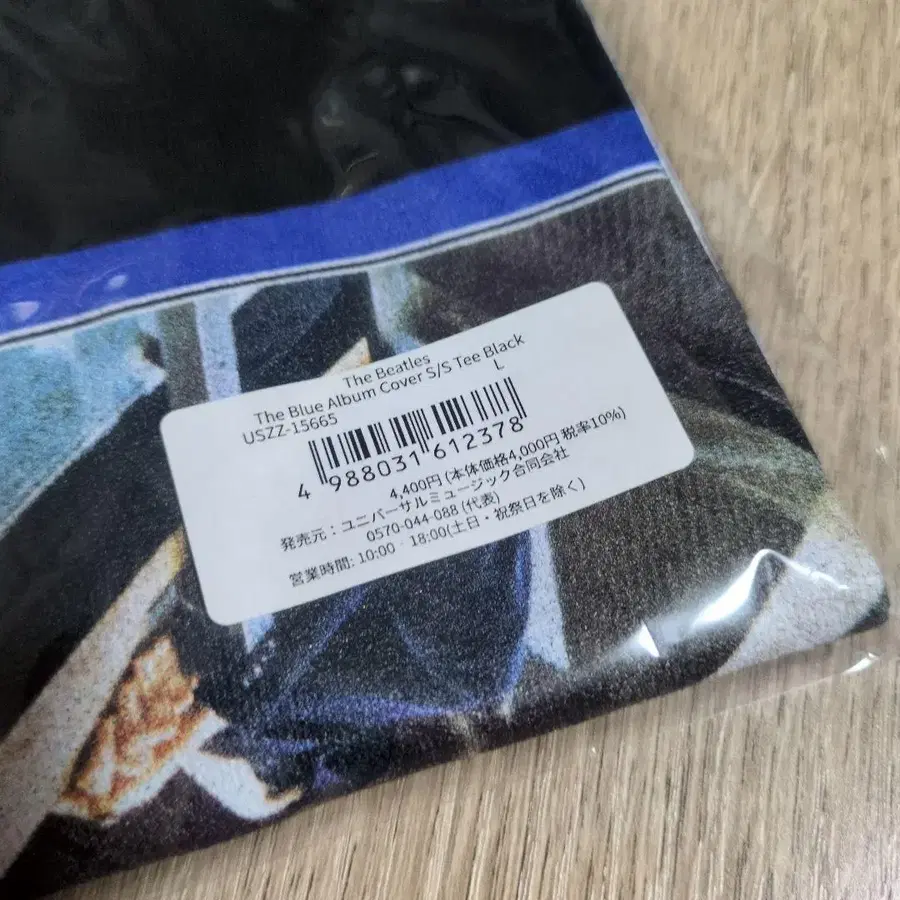 The Beatles
The Blue Album Cover S/S Tee Black
USZZ-15665 L
4 988031 612378
4,400円 (本体価格4,000円 税率10%)
発売元：ユニバーサルミュージック合同会社
0570-044-088 (代表)
営業時間: 10:00‐18:00(土日・祝祭日を除く)